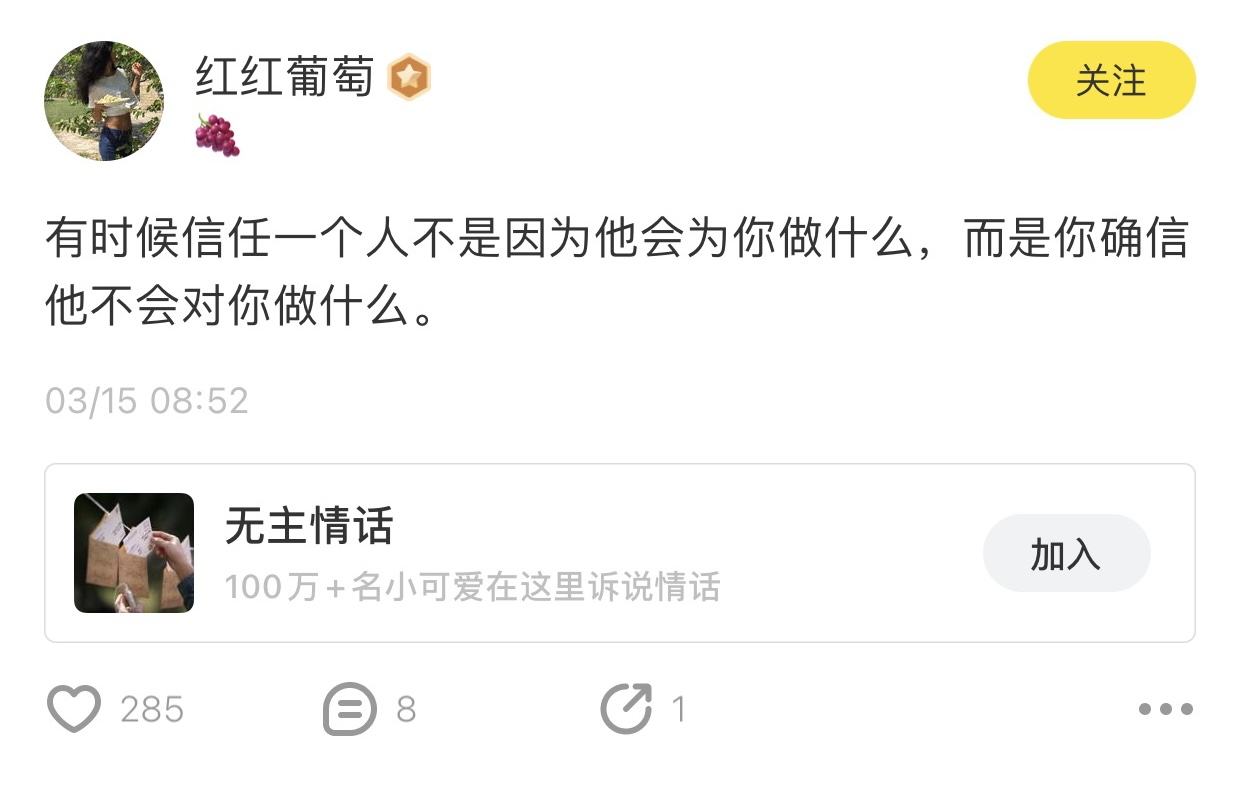 红红葡萄
关注
有时候信任一个人不是因为他会为你做什么，而是你确信
他不会对你做什么。
03/15 08:52
无主情话
100万+名小可爱在这里诉说情话
加入
285
8
1